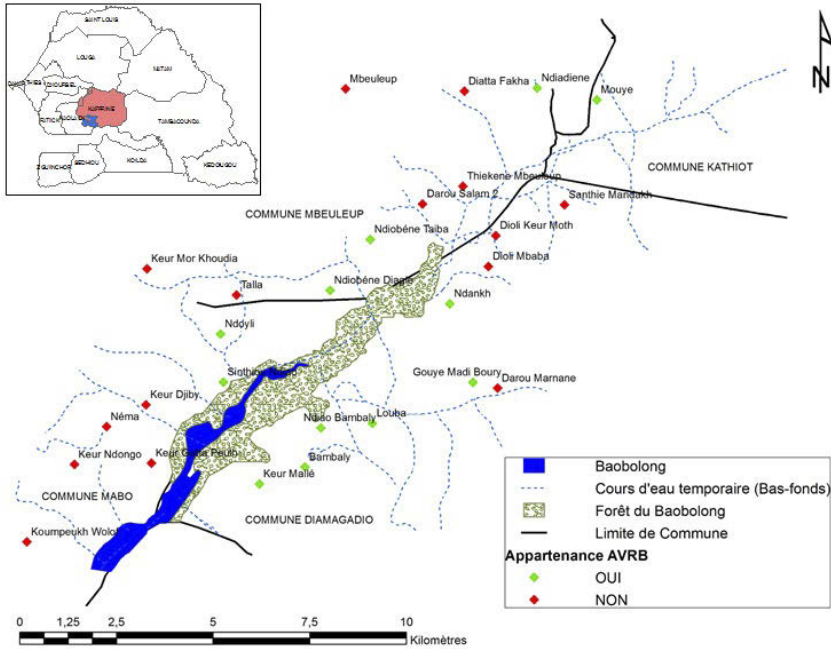 SAINT LOUIS
LOUGA
MATAM
DIOURBEL
KAFFRINE
TAMBACOUNDA
ZIGUINCHOR
SEDHIOU
KOLDA
KEDOUGOU
N
Mbeuleup
Diatta Fakha
Ndiadiene
Mouye
COMMUNE KATHIOT
Thiekene Mbeuleup
Darou Salam 2
Santhie Mandakh
COMMUNE MBEULEUP
Dioli Keur Moth
Ndiobéne Taiba
Dioli Mbaba
Keur Mor Khoudia
Talla
Ndiobéne Diagle
Ndankh
Ndoyli
Gouye Madi Boury
Darou Marnane
Keur Djiby
Néma
Ndiao Bambaly
Louba
Keur Ndongo
Bambaly
Keur Mallé
COMMUNE MABO
COMMUNE DIAMAGADIO
Koumpeukh Wolof
Baobolong
Cours d'eau temporaire (Bas-fonds)
Forêt du Baobolong
Limite de Commune
Appartenance AVRB
OUI
NON
0 1,25 2,5 5 7,5 10
Kilomètres